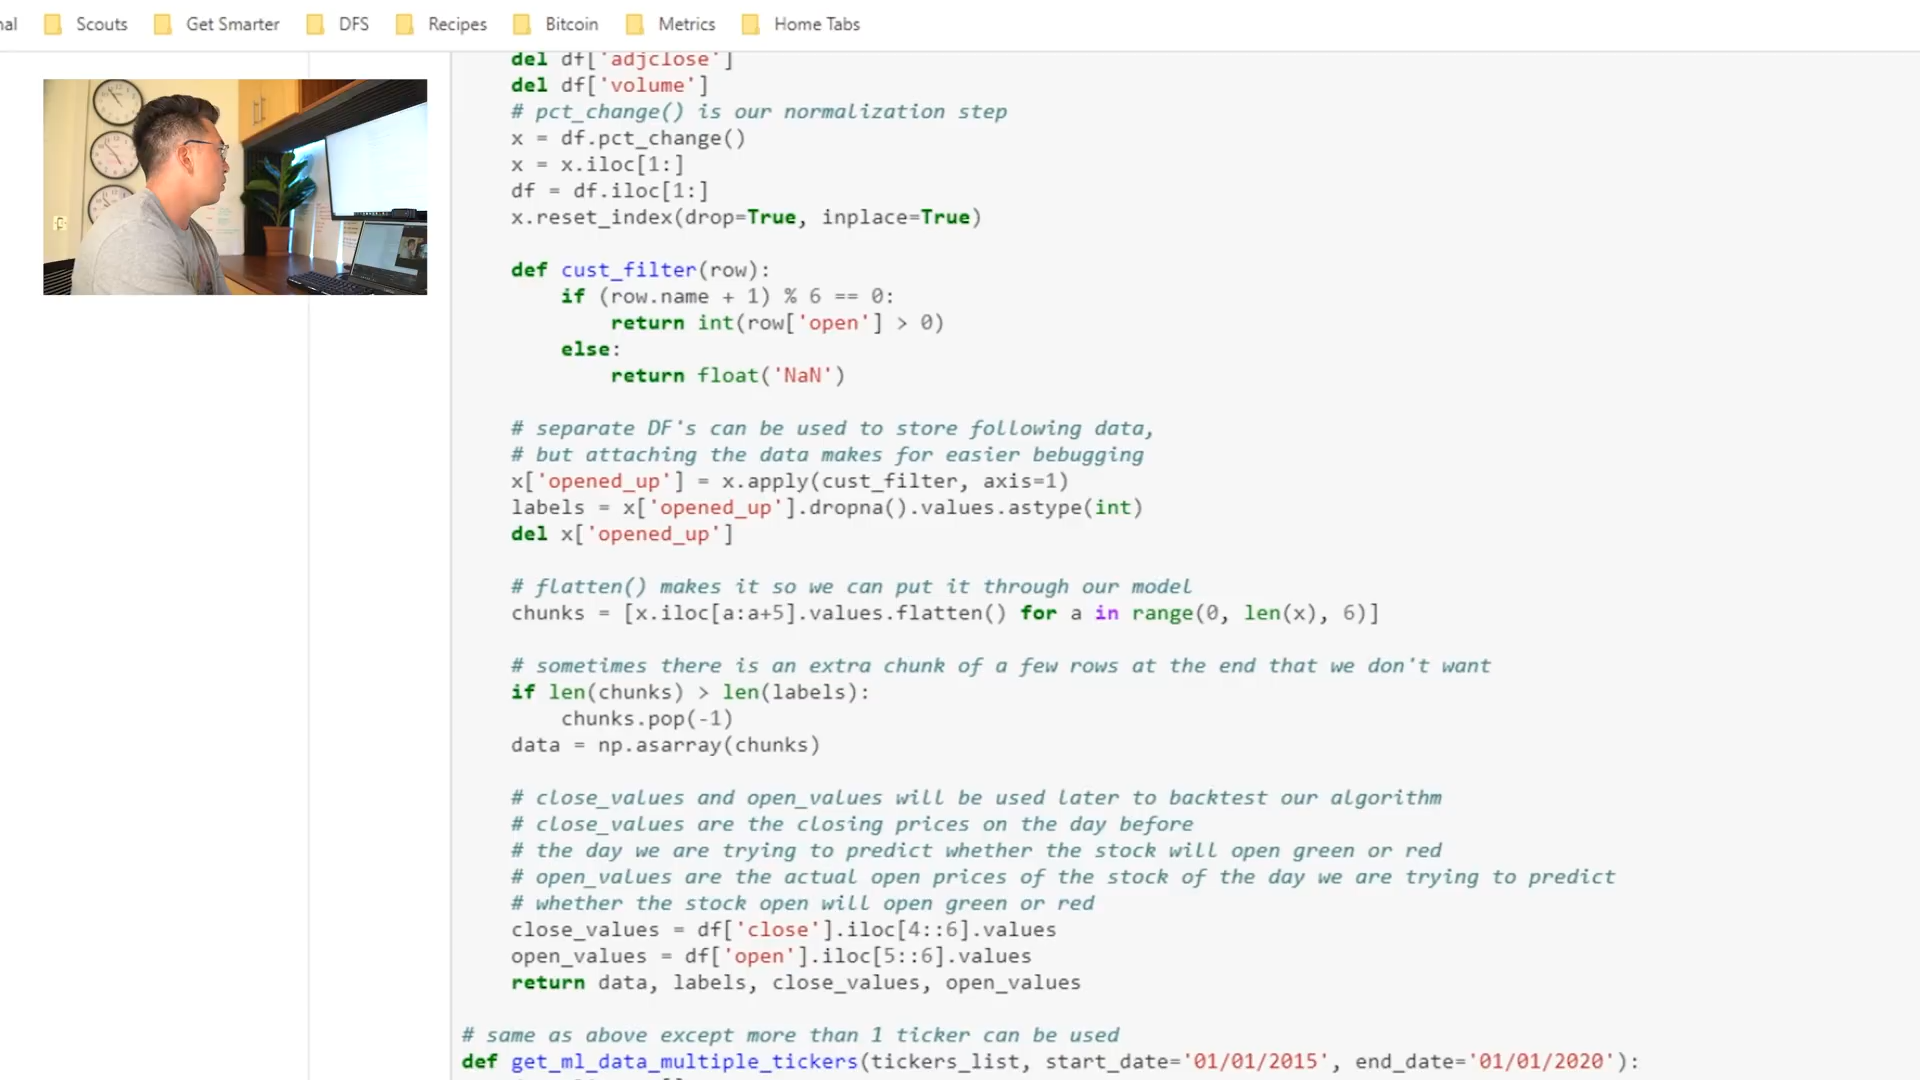 Scouts Get Smarter DFS Recipes Bitcoin Metrics Home Tabs
del df['adjclose']
del df['volume']
# pct_change() is our normalization step
x = df.pct_change()
x = x.iloc[1:]
df = df.iloc[1:]
x.reset_index(drop=True, inplace=True)
def cust_filter(row):
if (row.name + 1) % 6 == 0:
return int(row['open'] > 0)
else:
return float('NaN')
# separate DF's can be used to store following data,
# but attaching the data makes for easier bebugging
x['opened_up'] = x.apply(cust_filter, axis=1)
labels = x['opened_up'].dropna().values.astype(int)
del x['opened_up']
# flatten() makes it so we can put it through our model
chunks = [x.iloc[a:a+5].values.flatten() for a in range(0, len(x), 6)]
# sometimes there is an extra chunk of a few rows at the end that we don't want
if len(chunks) > len(labels):
chunks.pop(-1)
data = np.asarray(chunks)
# close_values and open_values will be used later to backtest our algorithm
# close_values are the closing prices on the day before
# the day we are trying to predict whether the stock will open green or red
# open_values are the actual open prices of the stock of the day we are trying to predict
# whether the stock open will open green or red
close_values = df['close'].iloc[4::6].values
open_values = df['open'].iloc[5::6].values
return data, labels, close_values, open_values
# same as above except more than 1 ticker can be used
def get_ml_data_multiple_tickers(tickers_list, start_date='01/01/2015', end_date='01/01/2020'):